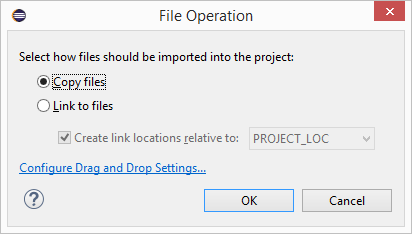 File Operation
Select how files should be imported into the project:
Copy files
Link to files
Create link locations relative to: PROJECT_LOC
Configure Drag and Drop Settings...
? OK Cancel